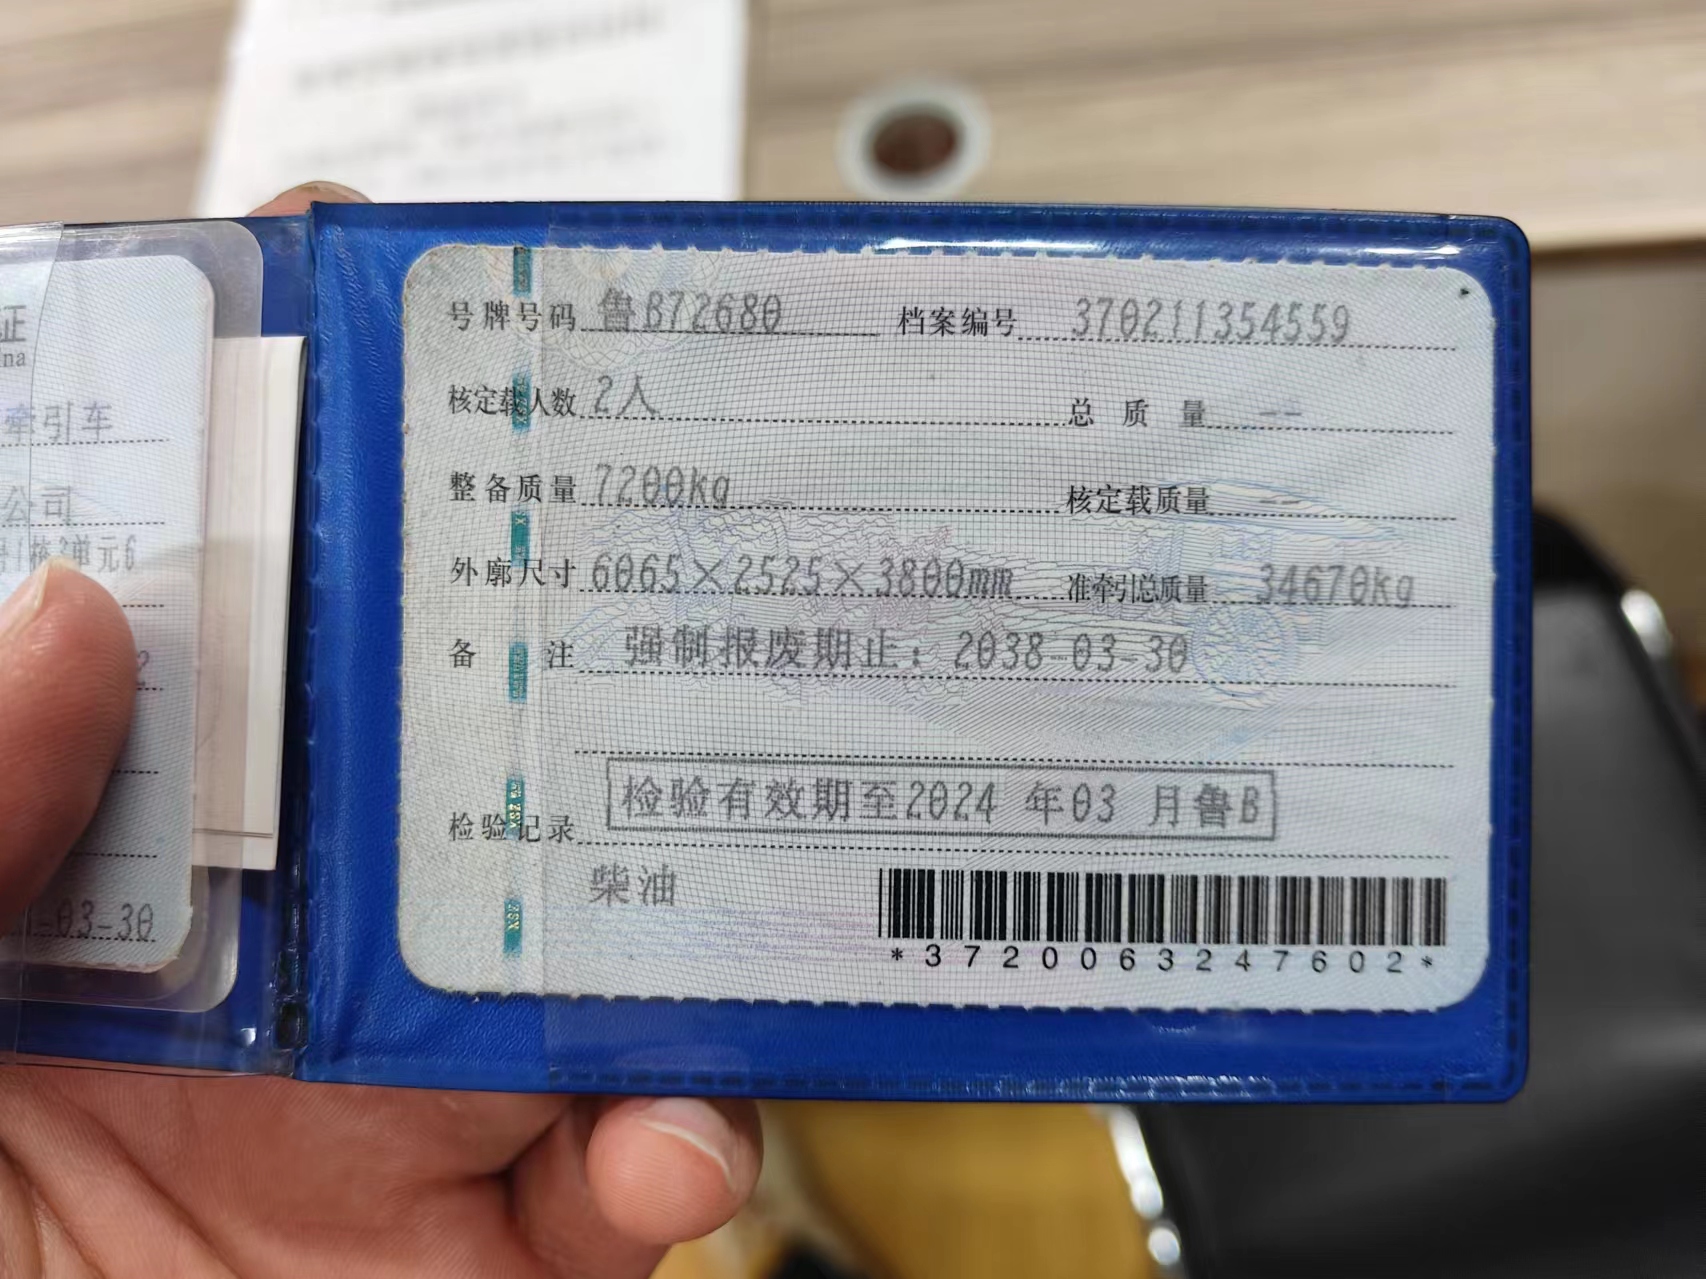 证
na
牵引车
公司
单元6
2
-03-30
号牌号码 鲁B72680 档案编号 370211354559
核定载人数 2人 总质量 --
整备质量 7200kg 核定载质量 --
外廓尺寸 6065×2525×3800mm 准牵引总质量 34670kg
备注 强制报废期止：2038-03-30
检验记录 检验有效期至2024 年03 月鲁B
柴油
*3720063247602*